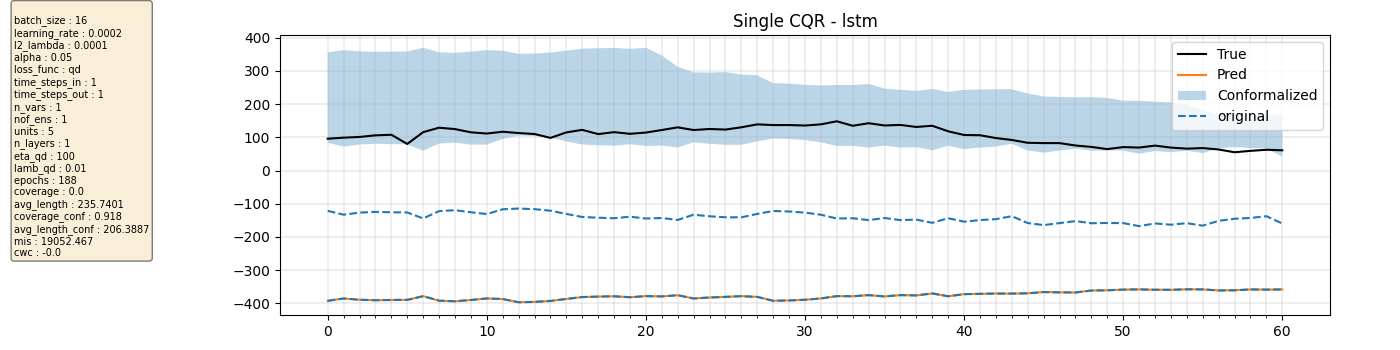 batch_size : 16
learning_rate : 0.0002
l2_lambda : 0.0001
alpha : 0.05
loss_func : qd
time_steps_in : 1
time_steps_out : 1
n_vars : 1
nof_ens : 1
units : 5
n_layers : 1
eta_qd : 100
lamb_qd : 0.01
epochs : 188
coverage : 0.0
avg_length : 235.7401
coverage_conf : 0.918
avg_length_conf : 206.3887
mis : 19052.467
cwc : -0.0
Single CQR - lstm
400
300
200
100
0
−100
−200
−300
−400
True
Pred
Conformalized
original
0 10 20 30 40 50 60